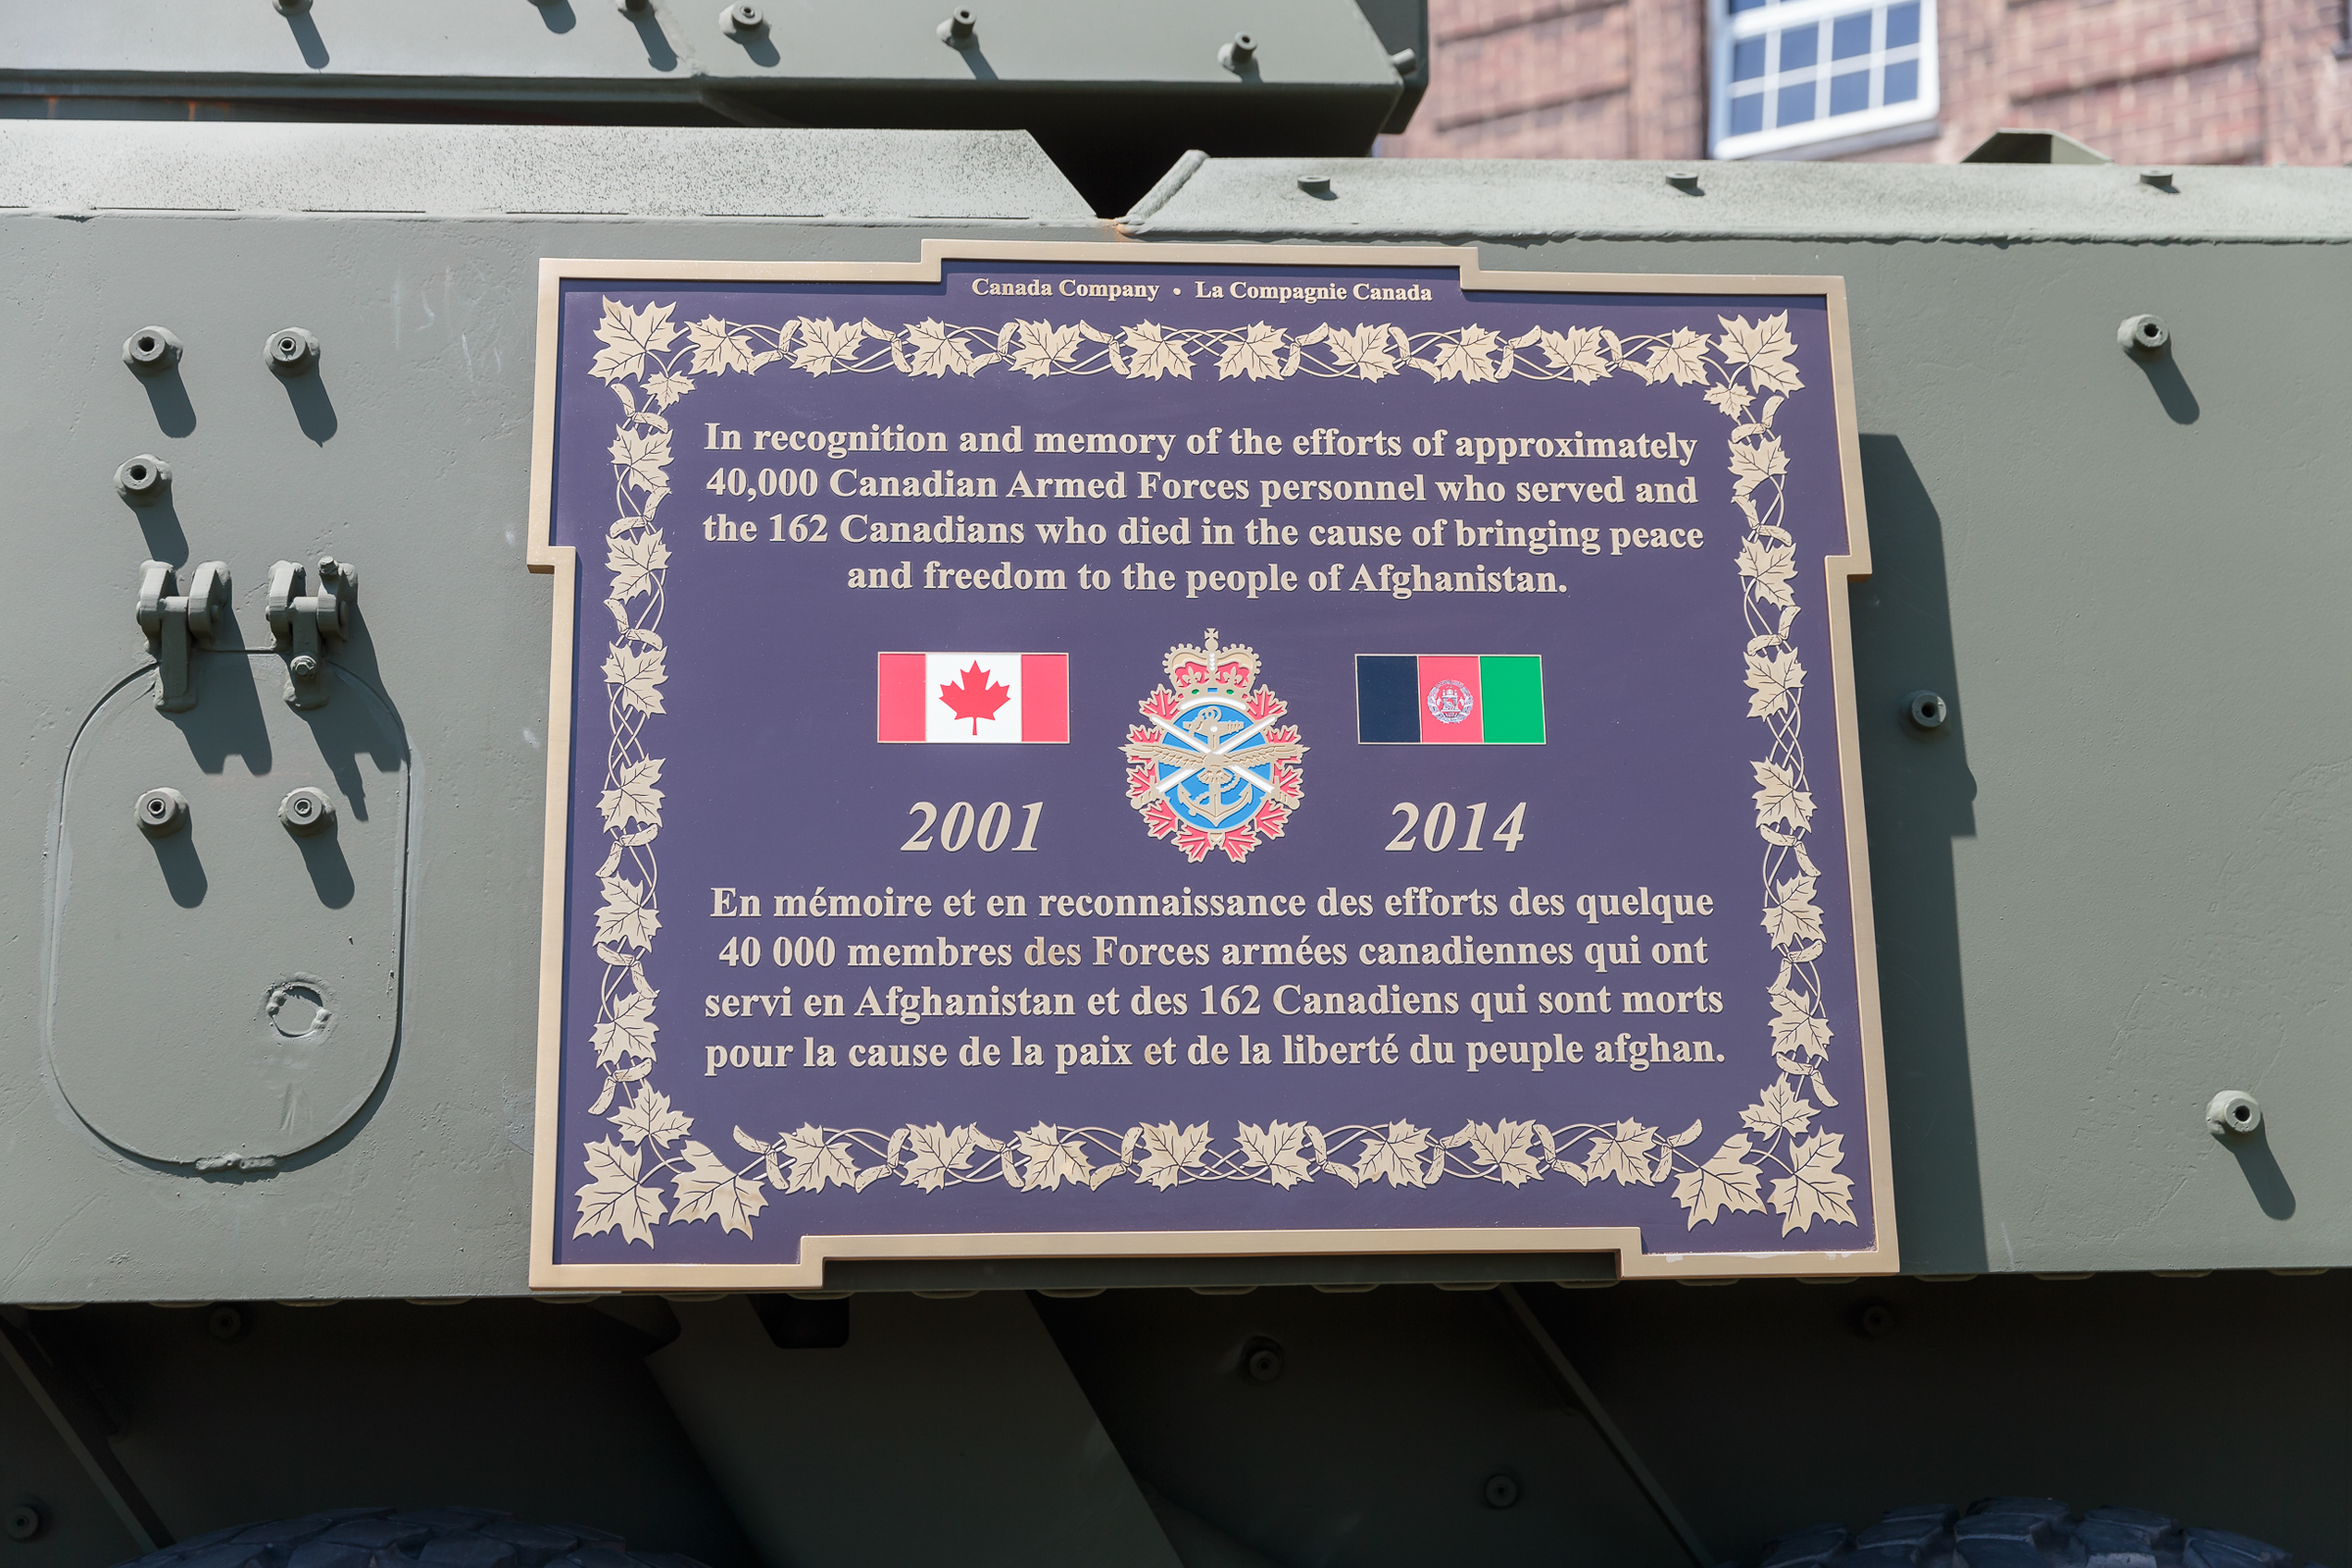 Canada Company • La Compagnie Canada
In recognition and memory of the efforts of approximately
40,000 Canadian Armed Forces personnel who served and
the 162 Canadians who died in the cause of bringing peace
and freedom to the people of Afghanistan.
2001 2014
En mémoire et en reconnaissance des efforts des quelque
40 000 membres des Forces armées canadiennes qui ont
servi en Afghanistan et des 162 Canadiens qui sont morts
pour la cause de la paix et de la liberté du peuple afghan.